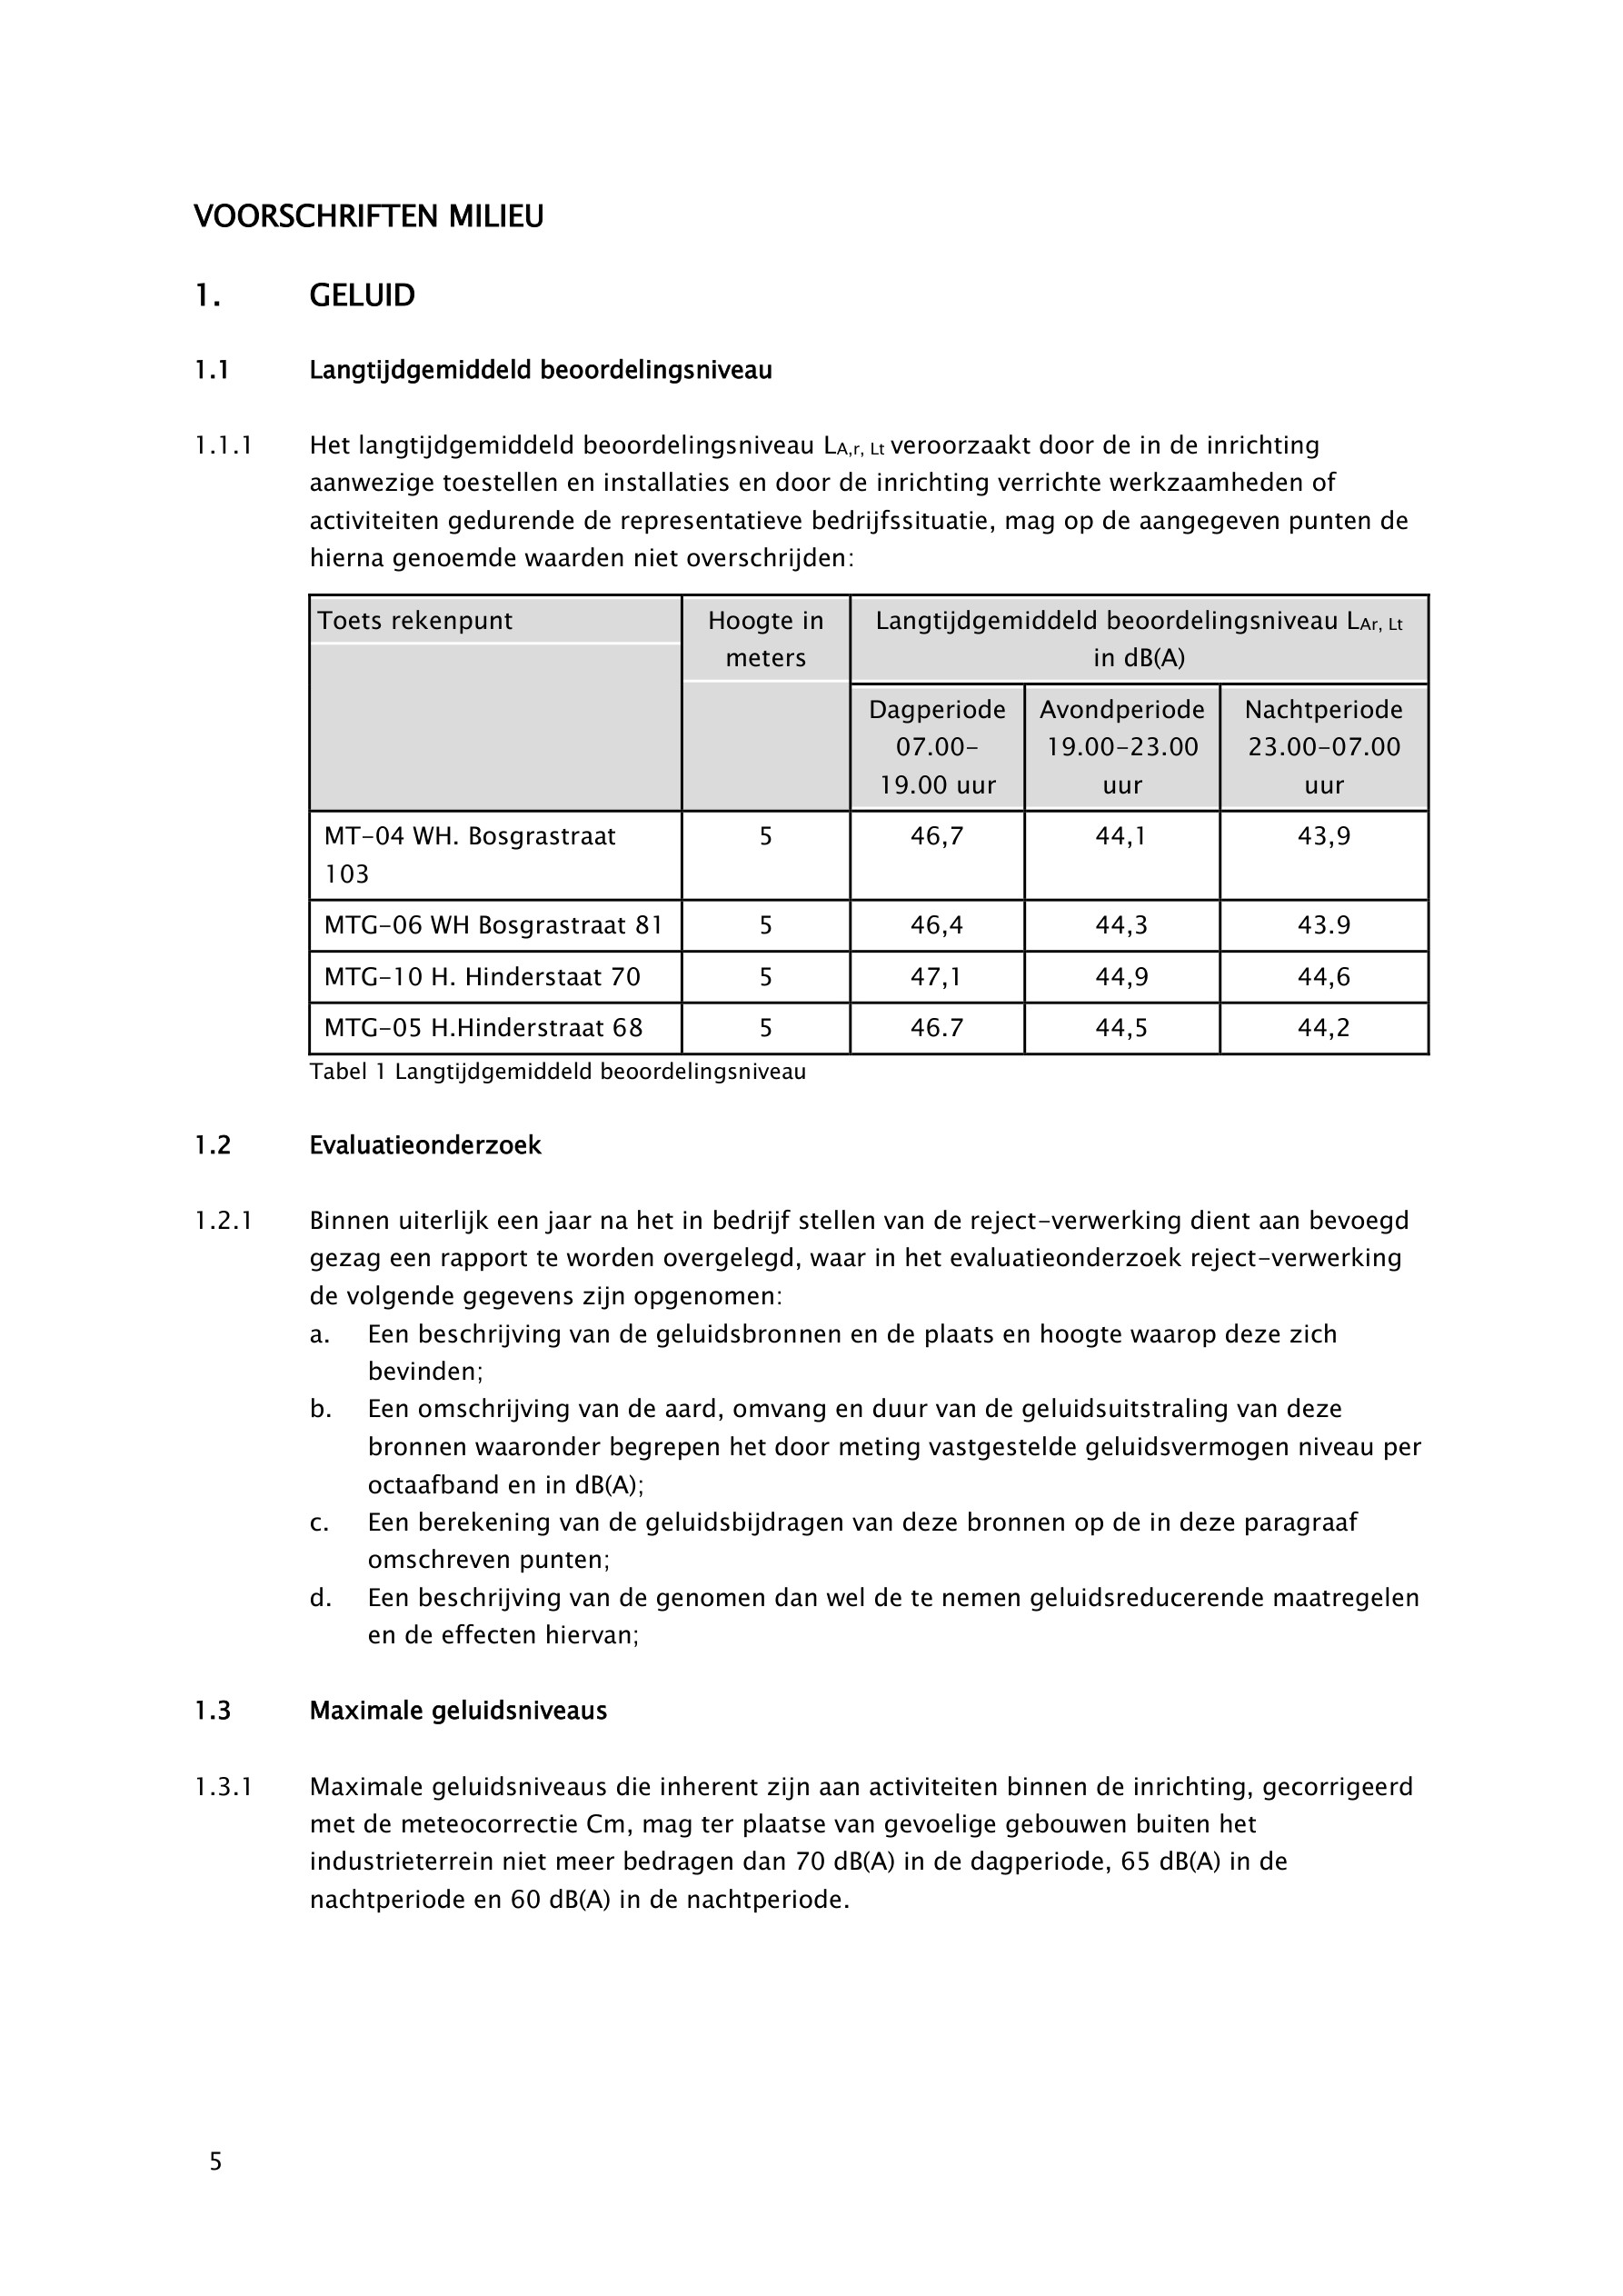 VOORSCHRIFTEN MILIEU
1. GELUID
1.1 Langtijdgemiddeld beoordelingsniveau
1.1.1 Het langtijdgemiddeld beoordelingsniveau LA,r, Lt veroorzaakt door de in de inrichting
aanwezige toestellen en installaties en door de inrichting verrichte werkzaamheden of
activiteiten gedurende de representatieve bedrijfssituatie, mag op de aangegeven punten de
hierna genoemde waarden niet overschrijden:
Toets rekenpunt Hoogte in Langtijdgemiddeld beoordelingsniveau LAr, Lt
meters in dB(A)
Dagperiode Avondperiode Nachtperiode
07.00- 19.00-23.00 23.00-07.00
19.00 uur uur uur
MT-04 WH. Bosgrastraat 5 46,7 44,1 43,9
103
MTG-06 WH Bosgrastraat 81 5 46,4 44,3 43.9
MTG-10 H. Hinderstaat 70 5 47,1 44,9 44,6
MTG-05 H.Hinderstraat 68 5 46.7 44,5 44,2
Tabel 1 Langtijdgemiddeld beoordelingsniveau
1.2 Evaluatieonderzoek
1.2.1 Binnen uiterlijk een jaar na het in bedrijf stellen van de reject-verwerking dient aan bevoegd
gezag een rapport te worden overgelegd, waar in het evaluatieonderzoek reject-verwerking
de volgende gegevens zijn opgenomen:
a. Een beschrijving van de geluidsbronnen en de plaats en hoogte waarop deze zich
bevinden;
b. Een omschrijving van de aard, omvang en duur van de geluidsuitstraling van deze
bronnen waaronder begrepen het door meting vastgestelde geluidsvermogen niveau per
octaafband en in dB(A);
c. Een berekening van de geluidsbijdragen van deze bronnen op de in deze paragraaf
omschreven punten;
d. Een beschrijving van de genomen dan wel de te nemen geluidsreducerende maatregelen
en de effecten hiervan;
1.3 Maximale geluidsniveaus
1.3.1 Maximale geluidsniveaus die inherent zijn aan activiteiten binnen de inrichting, gecorrigeerd
met de meteocorrectie Cm, mag ter plaatse van gevoelige gebouwen buiten het
industrieterrein niet meer bedragen dan 70 dB(A) in de dagperiode, 65 dB(A) in de
nachtperiode en 60 dB(A) in de nachtperiode.
5